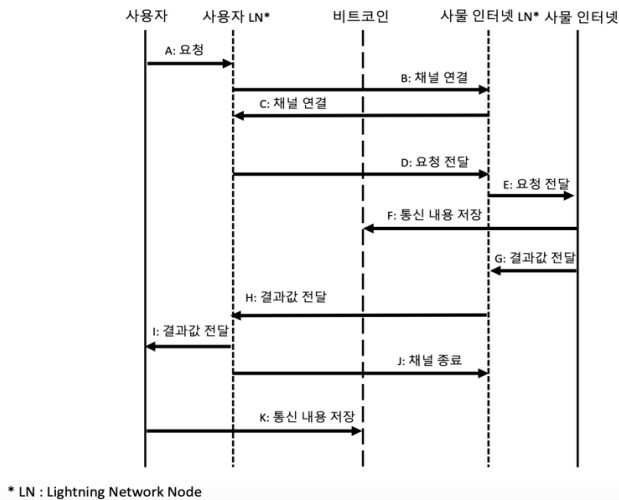 사용자 사용자 LN* 비트코인 사물 인터넷 LN* 사물 인터넷
A: 요청
B: 채널 연결
C: 채널 연결
D: 요청 전달
E: 요청 전달
F: 통신 내용 저장
G: 결과값 전달
H: 결과값 전달
I: 결과값 전달
J: 채널 종료
K: 통신 내용 저장
* LN : Lightning Network Node